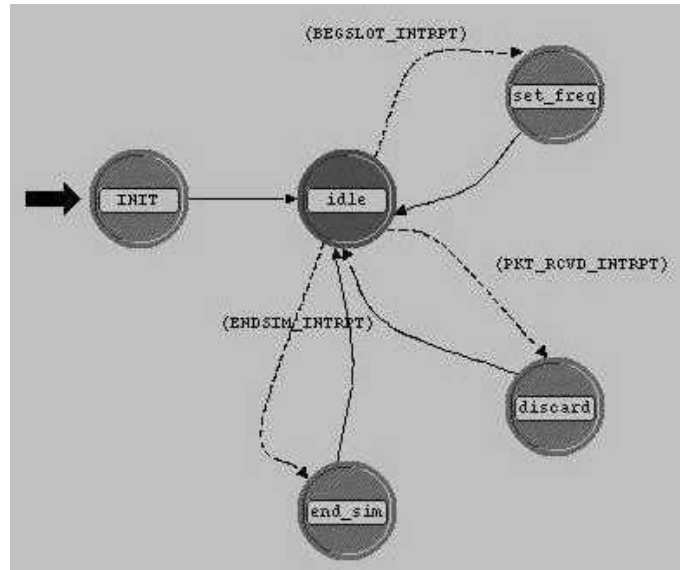 (BEGSLOT_INTRPT)
set_freq
INIT
idle
(PKT_RCVD_INTRPT)
(ENDSIM_INTRPT)
discard
end_sim